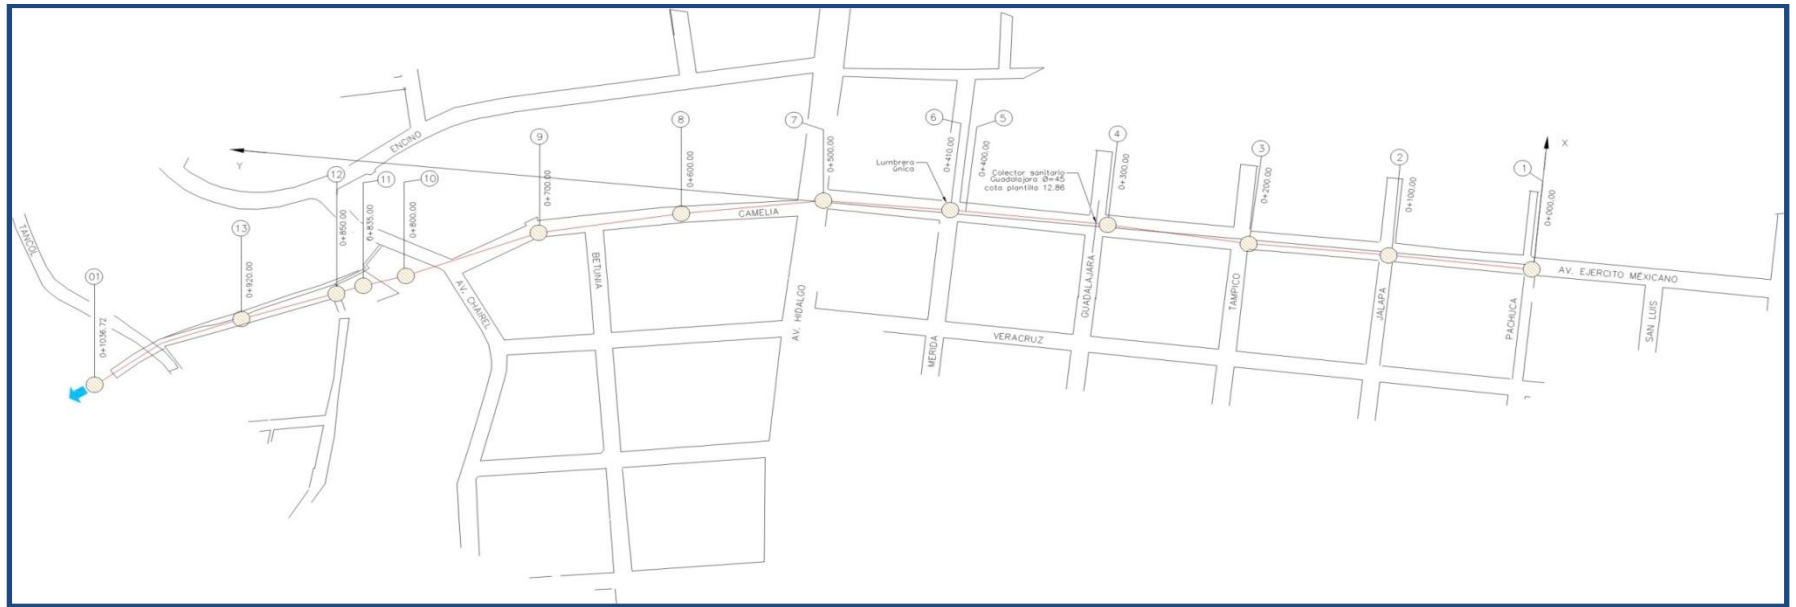 ENCINO
12
11
10
9
8
7
6
5
4
3
2
1
X
Y
13
01
TANCOL
0+1036.72
0+920.00
0+850.00
0+835.00
0+800.00
0+700.00
0+600.00
0+500.00
0+410.00
0+400.00
0+300.00
0+200.00
0+100.00
0+000.00
Lumbrera
única
Colector sanitario
Guadalajara Ø=45
cota plantilla 12.86
CAMELIA
AV. EJERCITO MEXICANO
AV. CHAIREL
BETUNIA
AV. HIDALGO
MERIDA
VERACRUZ
GUADALAJARA
TAMPICO
JALAPA
PACHUCA
SAN LUIS